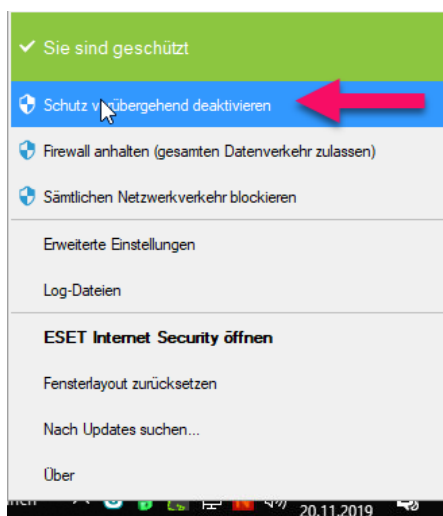 Sie sind geschützt
Schutz vorübergehend deaktivieren
Firewall anhalten (gesamten Datenverkehr zulassen)
Sämtlichen Netzwerkverkehr blockieren
Erweiterte Einstellungen
Log-Dateien
ESET Internet Security öffnen
Fensterlayout zurücksetzen
Nach Updates suchen...
Über
20.11.2019